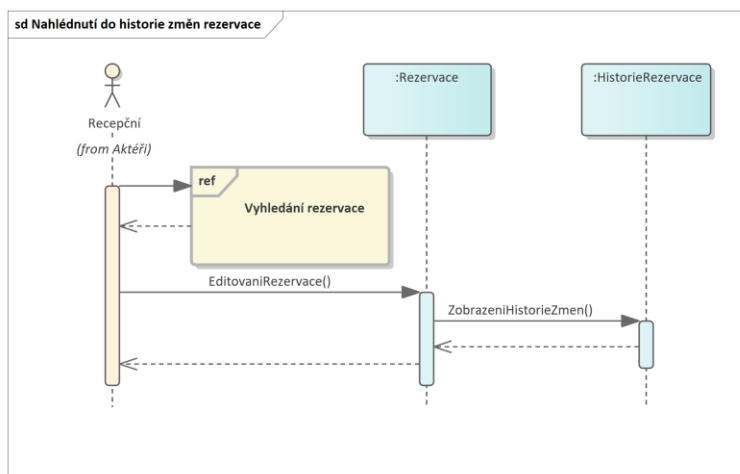 sd Nahlédnutí do historie změn rezervace
:Rezervace
:HistorieRezervace
Recepční
(from Aktéři)
ref
Vyhledání rezervace
EditovaniRezervace()
ZobrazeniHistorieZmen()